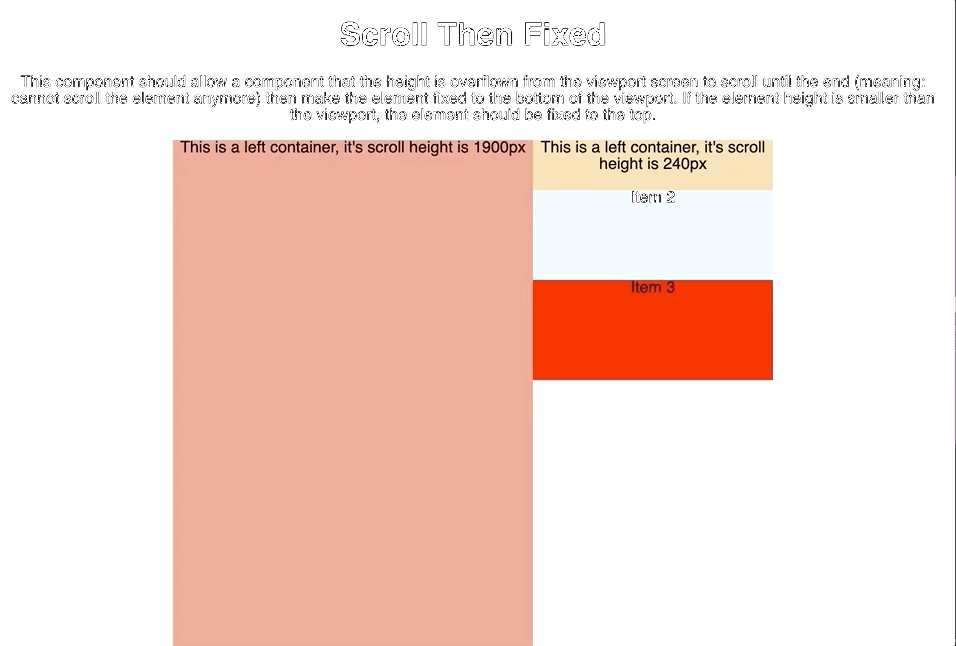 Scroll Then Fixed
This component should allow a component that the height is overflown from the viewport screen to scroll until the end (meaning:
cannot scroll the element anymore) then make the element fixed to the bottom of the viewport. If the element height is smaller than
the viewport, the element should be fixed to the top.
This is a left container, it's scroll height is 1900px
This is a left container, it's scroll
height is 240px
Item 2
Item 3